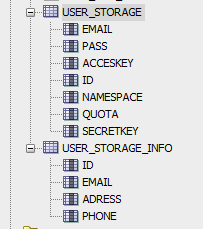 USER_STORAGE
EMAIL
PASS
ACCESKEY
ID
NAMESPACE
QUOTA
SECRETKEY
USER_STORAGE_INFO
ID
EMAIL
ADRESS
PHONE